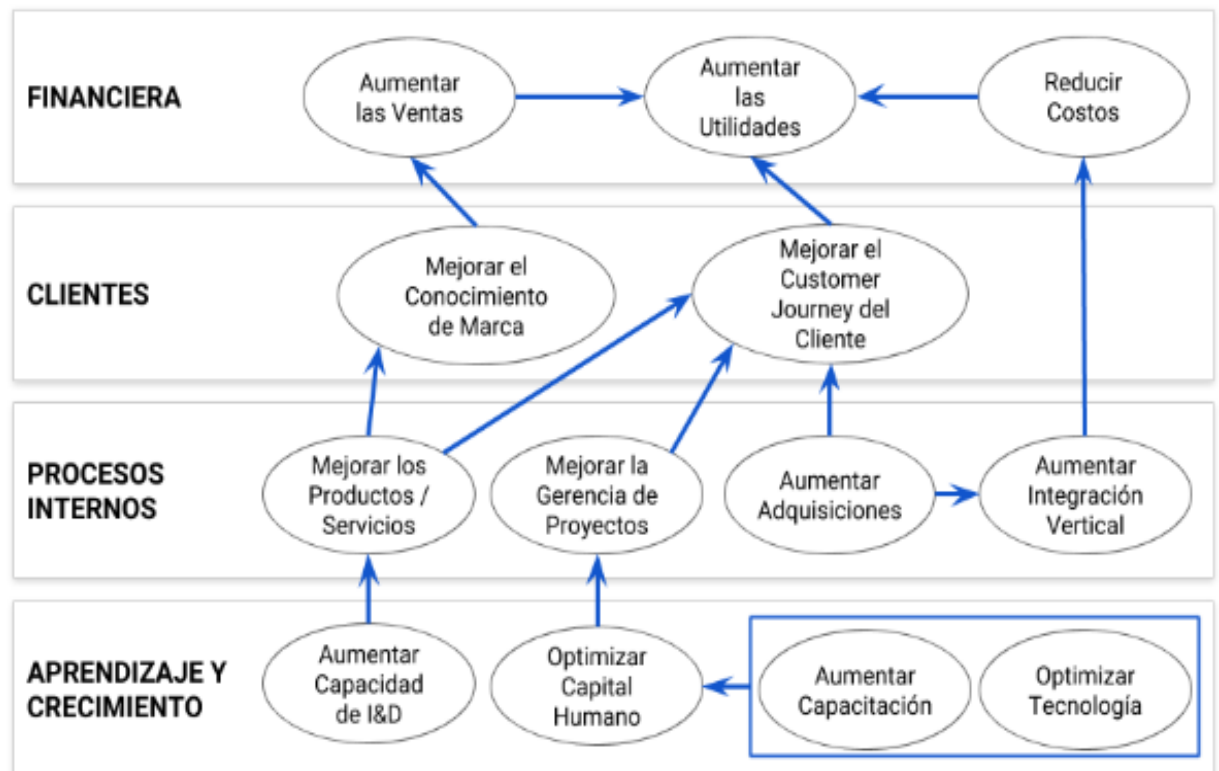 FINANCIERA
Aumentar
las Ventas
Aumentar
las
Utilidades
Reducir
Costos
CLIENTES
Mejorar el
Conocimiento
de Marca
Mejorar el
Customer
Journey del
Cliente
PROCESOS
INTERNOS
Mejorar los
Productos /
Servicios
Mejorar la
Gerencia de
Proyectos
Aumentar
Adquisiciones
Aumentar
Integración
Vertical
APRENDIZAJE Y
CRECIMIENTO
Aumentar
Capacidad
de I&D
Optimizar
Capital
Humano
Aumentar
Capacitación
Optimizar
Tecnología